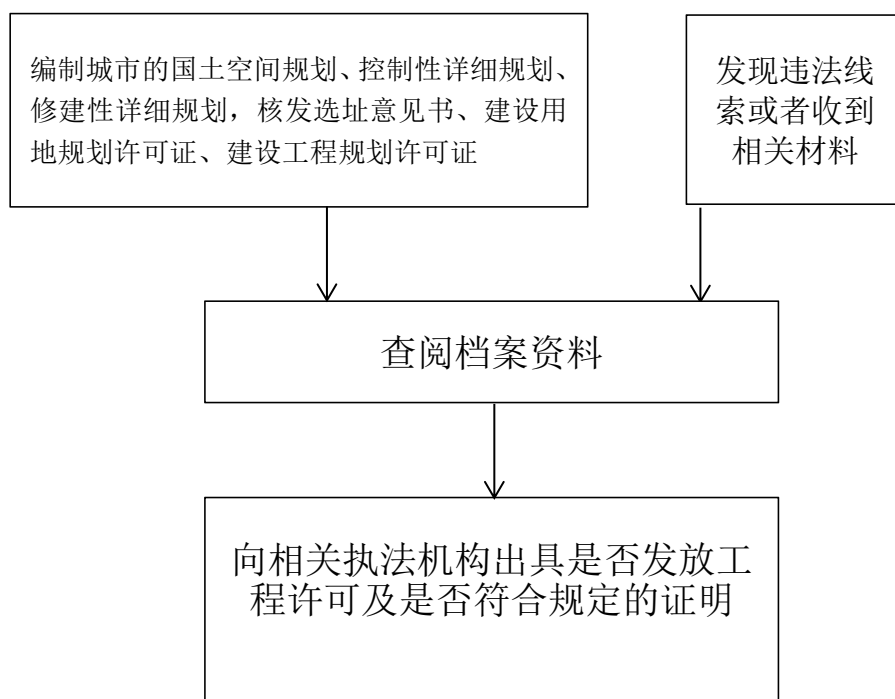 编制城市的国土空间规划、控制性详细规划、
修建性详细规划，核发选址意见书、建设用
地规划许可证、建设工程规划许可证
发现违法线
索或者收到
相关材料
查阅档案资料
向相关执法机构出具是否发放工
程许可及是否符合规定的证明